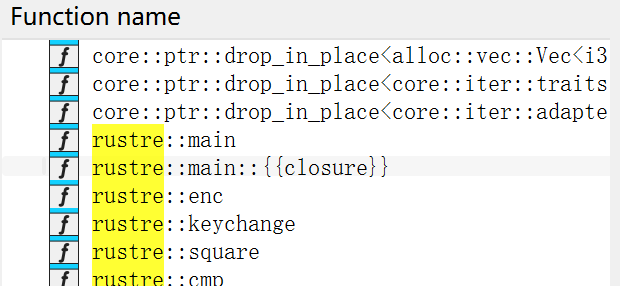 Function name
f core::ptr::drop_in_place<alloc::vec::Vec<i3
f core::ptr::drop_in_place<core::iter::traits
f core::ptr::drop_in_place<core::iter::adapte
f rustre::main
f rustre::main::{{closure}}
f rustre::enc
f rustre::keychange
f rustre::square
f rustre::cmp